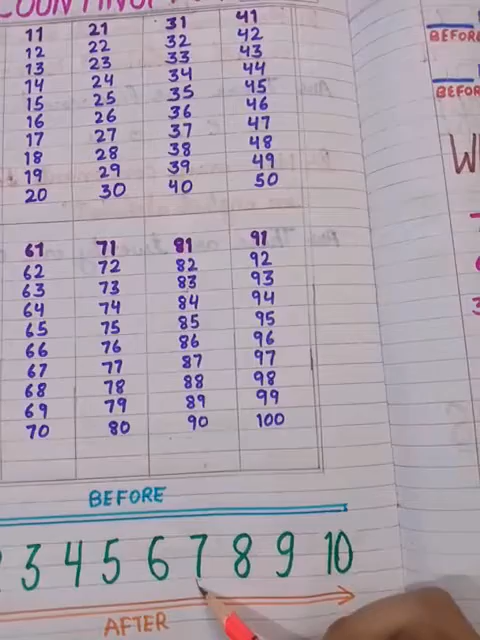 COUNTING
11 21 31 41
12 22 32 42
13 23 33 43
14 24 34 44
15 25 35 45
16 26 36 46
17 27 37 47
18 28 38 48
19 29 39 49
20 30 40 50
61 71 81 91
62 72 82 92
63 73 83 93
64 74 84 94
65 75 85 95
66 76 86 96
67 77 87 97
68 78 88 98
69 79 89 99
70 80 90 100
BEFORE
3 4 5 6 7 8 9 10
AFTER
BEFORE
BEFOR
W